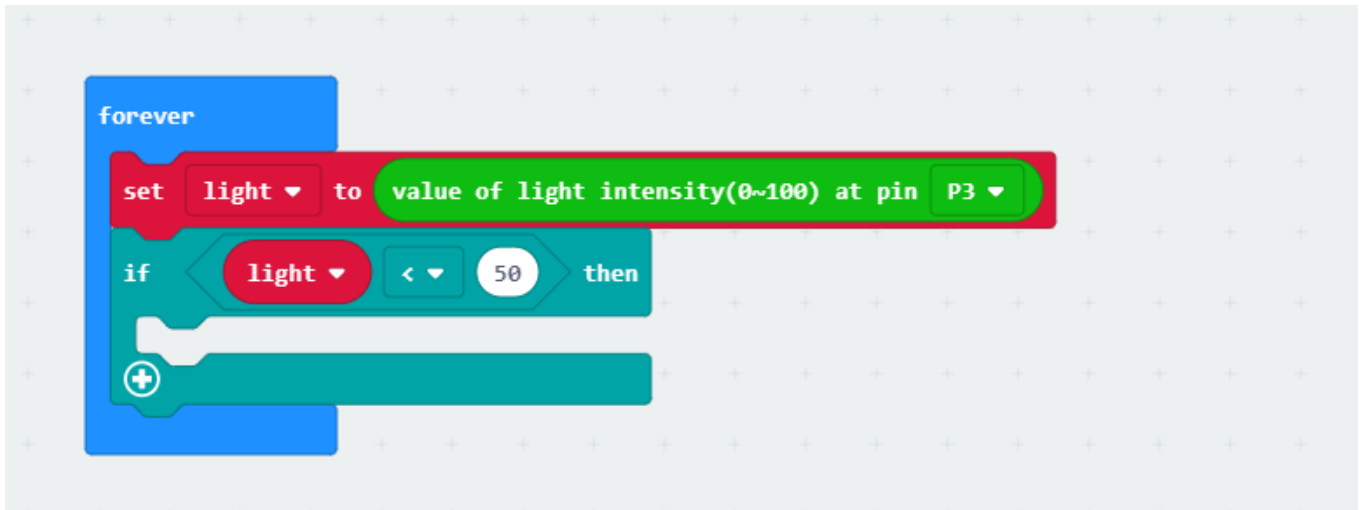 forever
set light to value of light intensity(0~100) at pin P3
if light < 50 then